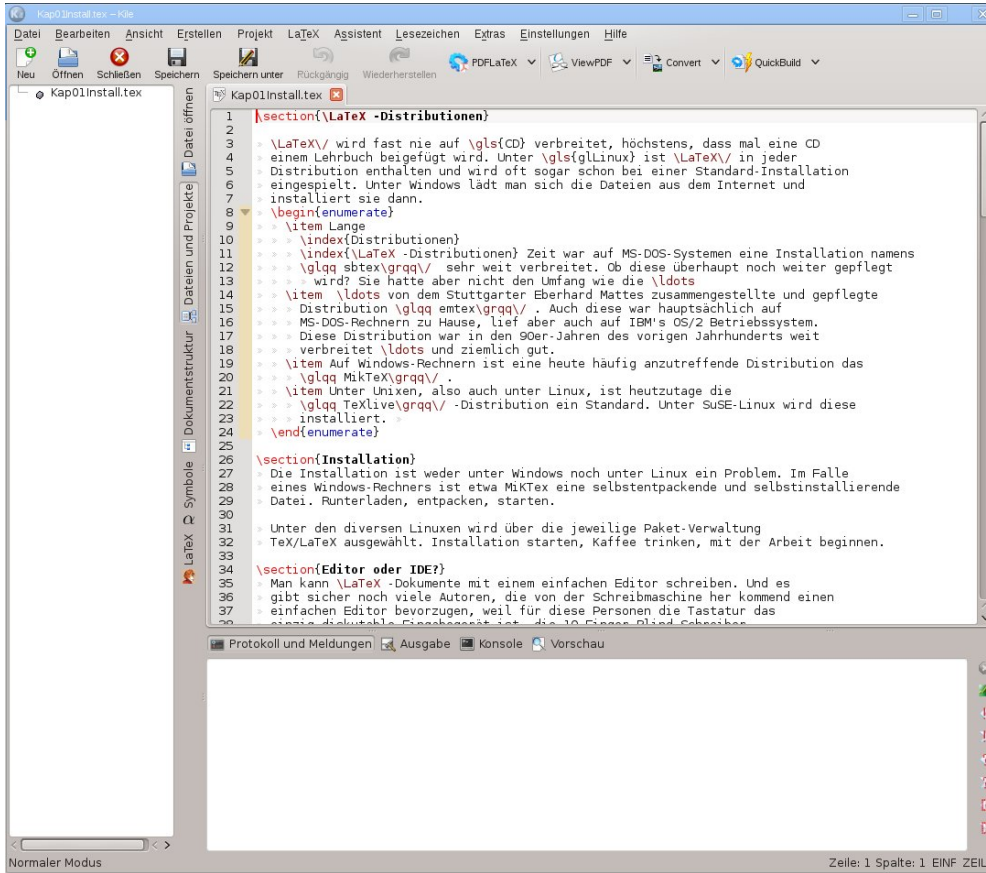 Kap01Install.tex – Kile
Datei Bearbeiten Ansicht Erstellen Projekt LaTeX Assistent Lesezeichen Extras Einstellungen Hilfe
Neu Öffnen Schließen Speichern Speichern unter Rückgängig Wiederherstellen PDFLaTeX ViewPDF Convert QuickBuild
Kap01Install.tex
Datei öffnen
Dateien und Projekte
Dokumentstruktur
Symbole
LaTeX
Kap01Install.tex
1 \section{\LaTeX -Distributionen}
2
3 » \LaTeX\/ wird fast nie auf \gls{CD} verbreitet, höchstens, dass mal eine CD
4 » einem Lehrbuch beigefügt wird. Unter \gls{glLinux} ist \LaTeX\/ in jeder
5 » Distribution enthalten und wird oft sogar schon bei einer Standard-Installation
6 » eingespielt. Unter Windows lädt man sich die Dateien aus dem Internet und
7 » installiert sie dann.
8 » \begin{enumerate}
9 » » \item Lange
10 » » » \index{Distributionen}
11 » » » \index{\LaTeX -Distributionen} Zeit war auf MS-DOS-Systemen eine Installation namens
12 » » » \glqq sbtex\grqq\/ sehr weit verbreitet. Ob diese überhaupt noch weiter gepflegt
13 » » » » wird? Sie hatte aber nicht den Umfang wie die \ldots
14 » » \item \ldots von dem Stuttgarter Eberhard Mattes zusammengestellte und gepflegte
15 » » » Distribution \glqq emtex\grqq\/ . Auch diese war hauptsächlich auf
16 » » » MS-DOS-Rechnern zu Hause, lief aber auch auf IBM's OS/2 Betriebssystem.
17 » » » Diese Distribution war in den 90er-Jahren des vorigen Jahrhunderts weit
18 » » » verbreitet \ldots und ziemlich gut.
19 » » \item Auf Windows-Rechnern ist eine heute häufig anzutreffende Distribution das
20 » » » \glqq MikTeX\grqq\/ .
21 » » \item Unter Unixen, also auch unter Linux, ist heutzutage die
22 » » » \glqq TeXlive\grqq\/ -Distribution ein Standard. Unter SuSE-Linux wird diese
23 » » » installiert. »
24 » \end{enumerate}
25
26 \section{Installation}
27 » Die Installation ist weder unter Windows noch unter Linux ein Problem. Im Falle
28 » eines Windows-Rechners ist etwa MiKTex eine selbstentpackende und selbstinstallierende
29 » Datei. Runterladen, entpacken, starten.
30
31 » Unter den diversen Linuxen wird über die jeweilige Paket-Verwaltung
32 » TeX/LaTeX ausgewählt. Installation starten, Kaffee trinken, mit der Arbeit beginnen.
33
34 \section{Editor oder IDE?}
35 » Man kann \LaTeX -Dokumente mit einem einfachen Editor schreiben. Und es
36 » gibt sicher noch viele Autoren, die von der Schreibmaschine her kommend einen
37 » einfachen Editor bevorzugen, weil für diese Personen die Tastatur das
38 » einzig diskutable Eingabegerät ist, die 10-Finger-Blind-Schreiber
Protokoll und Meldungen Ausgabe Konsole Vorschau
Normaler Modus Zeile: 1 Spalte: 1 EINF ZEIL